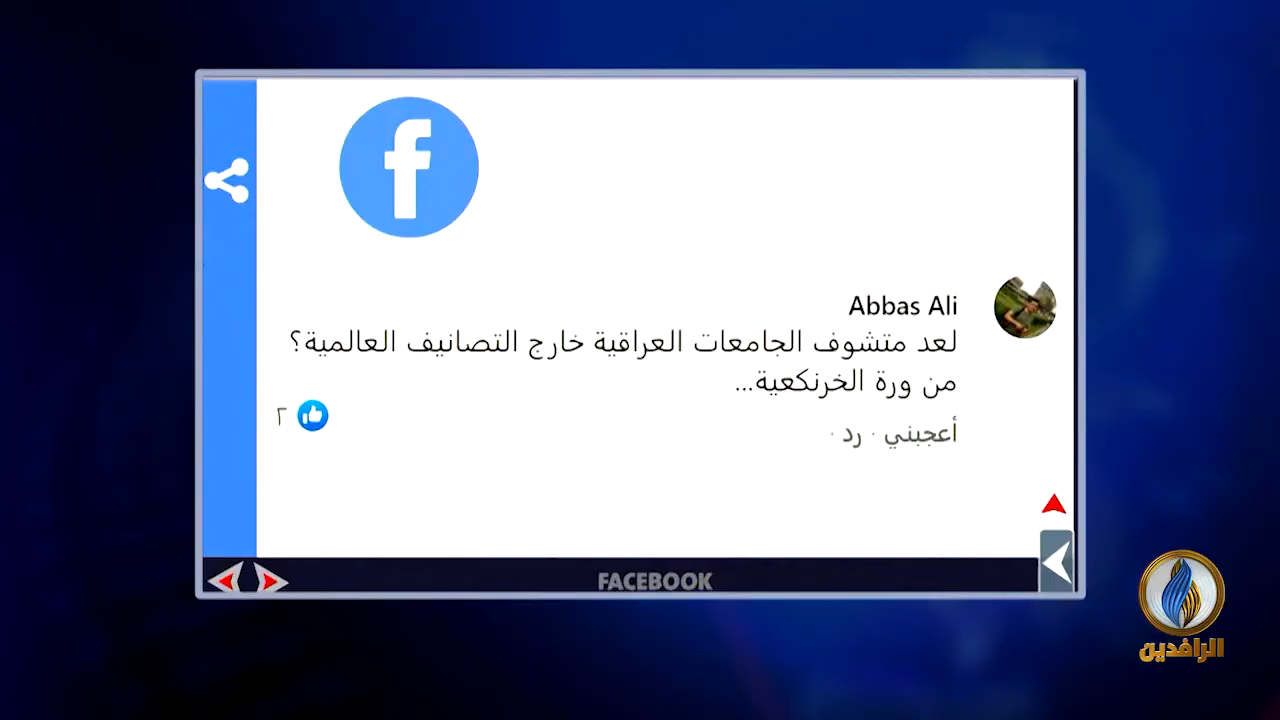 Abbas Ali
لعد متشوف الجامعات العراقية خارج التصانيف العالمية؟
من ورة الخرنكعية...
٢
أعجبني · رد ·
FACEBOOK
الرافدين